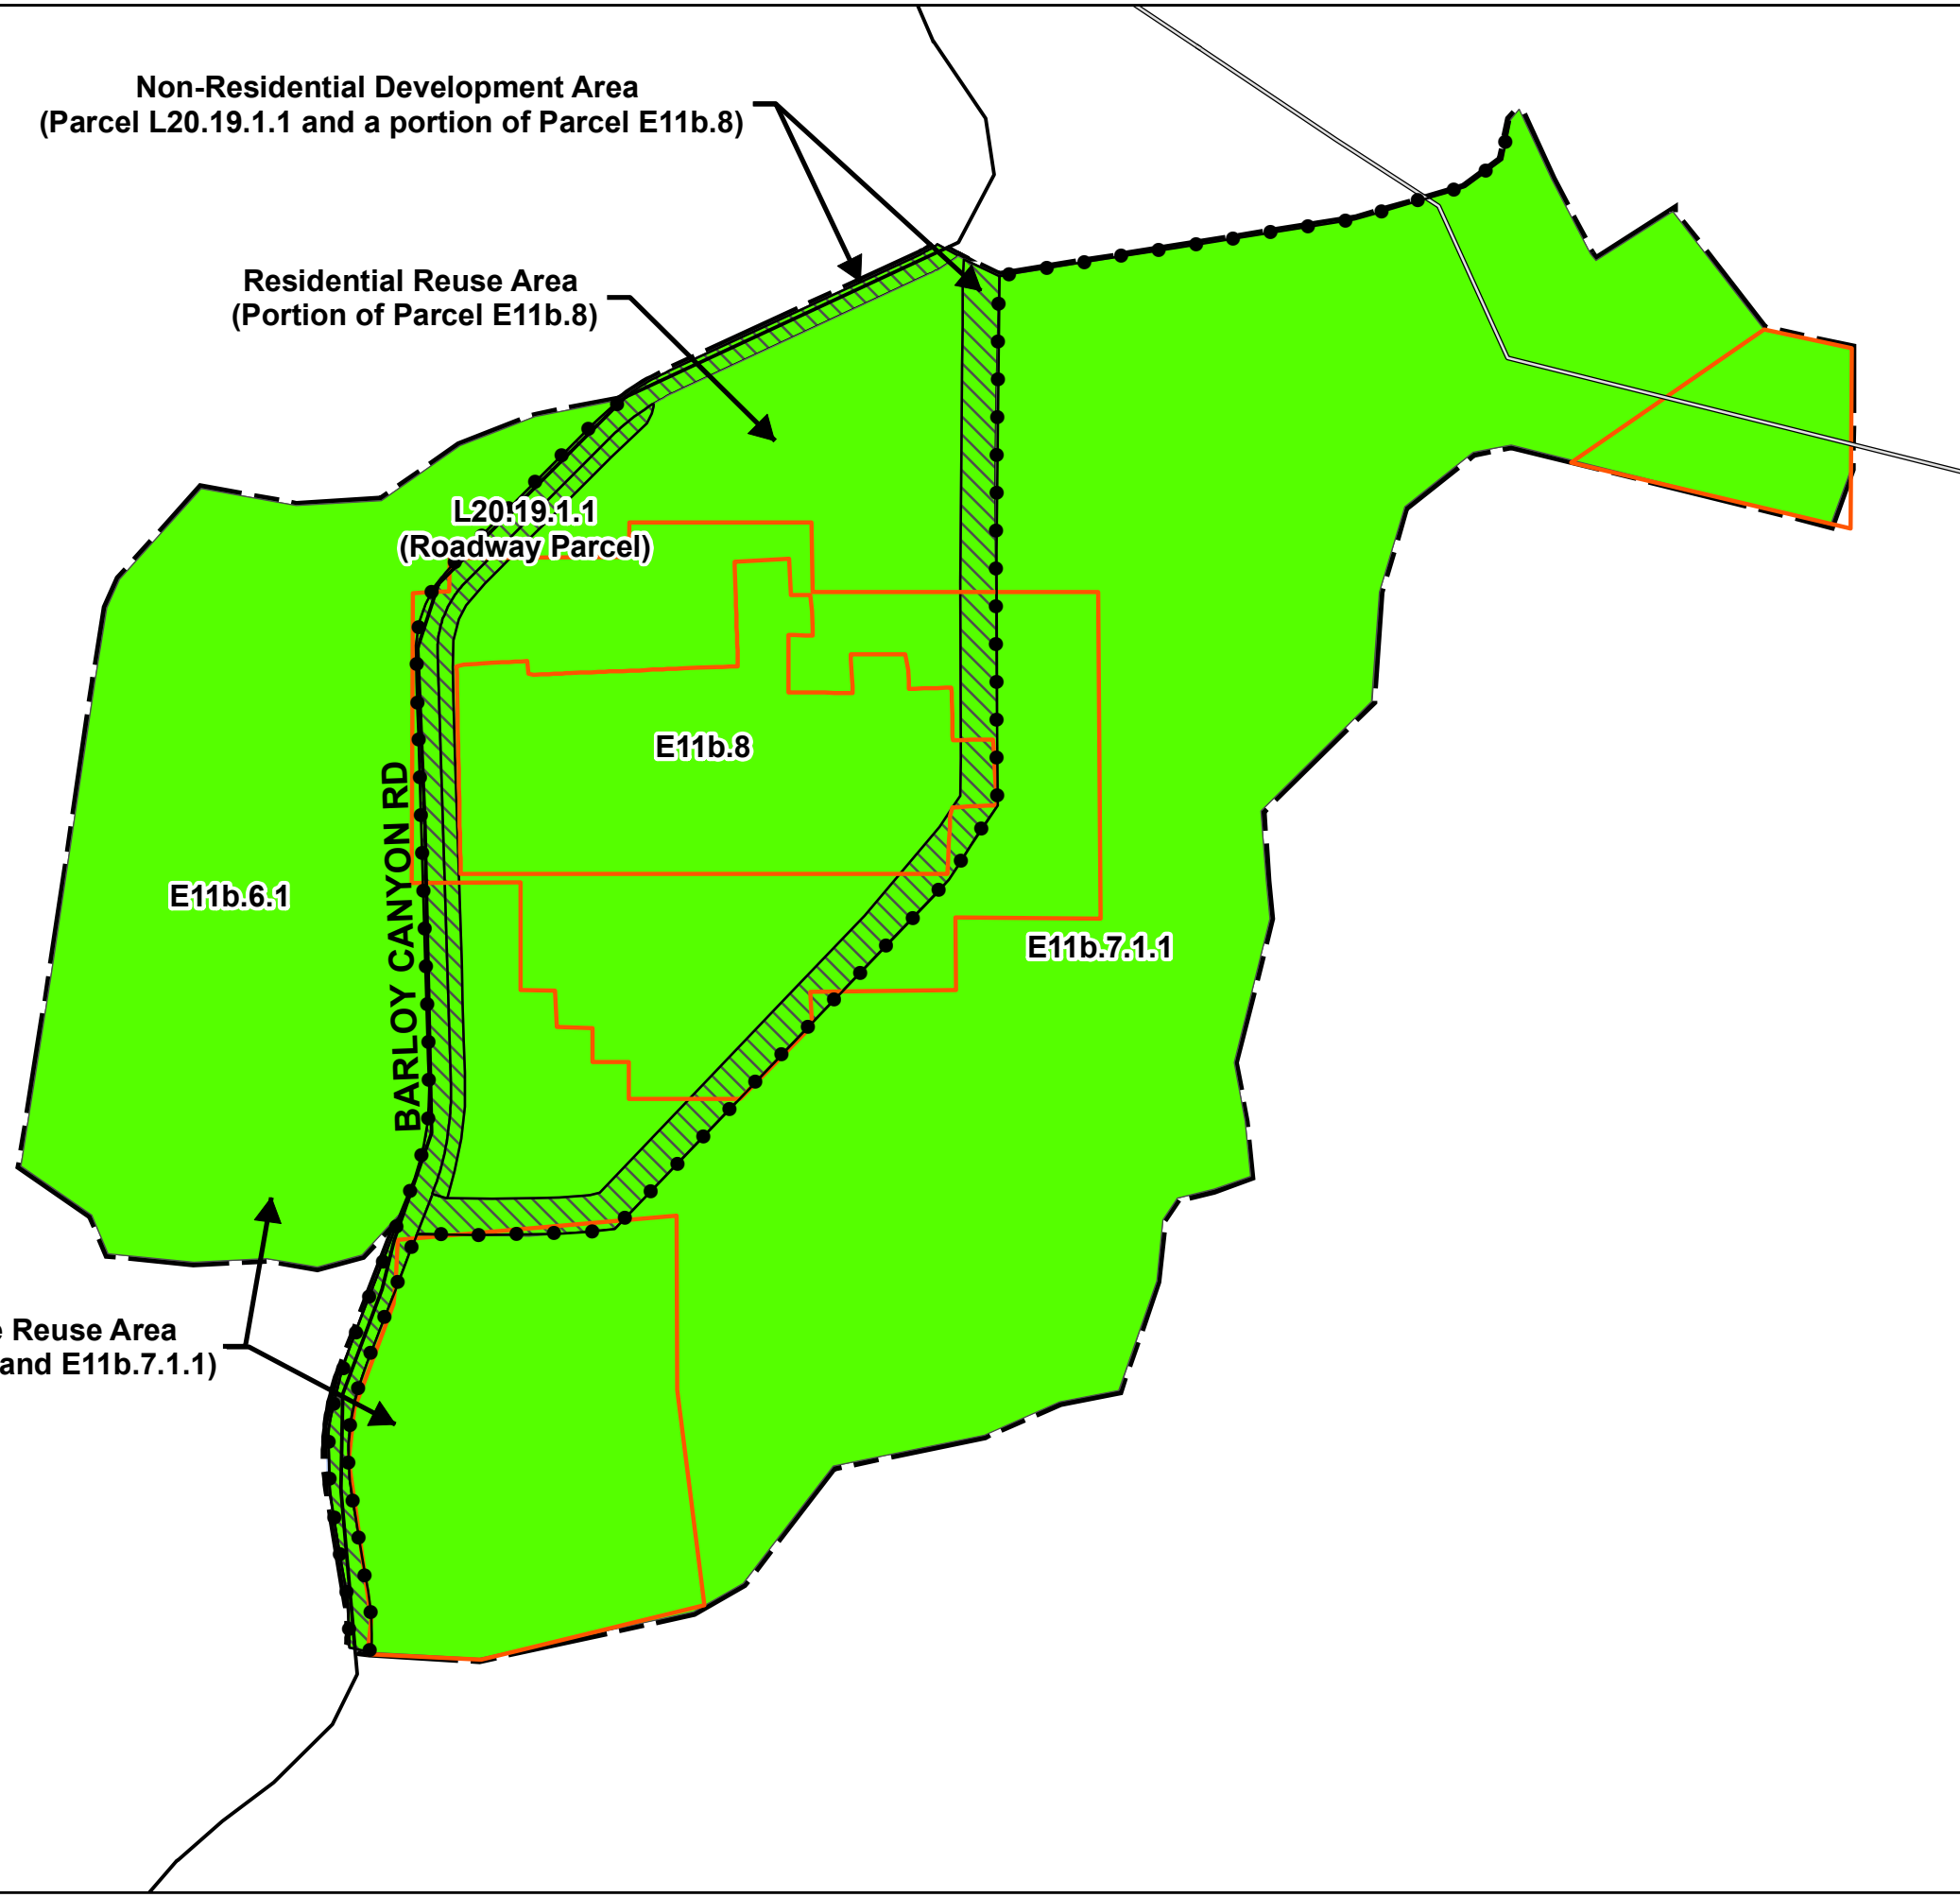 Non-Residential Development Area
(Parcel L20.19.1.1 and a portion of Parcel E11b.8)
Residential Reuse Area
(Portion of Parcel E11b.8)
L20.19.1.1
(Roadway Parcel)
E11b.8
BARLOY CANYON RD
E11b.6.1
E11b.7.1.1
Reuse Area
and E11b.7.1.1)